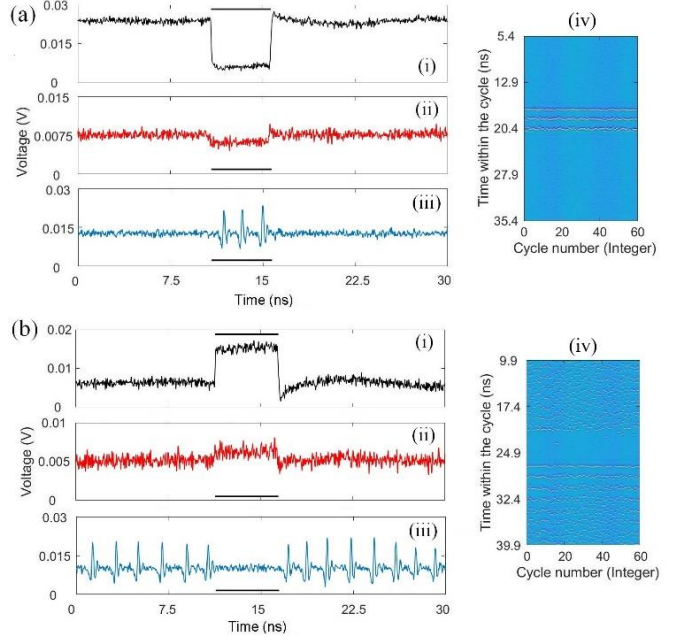 (a)
0.03
0.015
0
(i)
0.015
0.0075
0
(ii)
Voltage (V)
0.03
0.015
0
(iii)
0 7.5 15 22.5 30
Time (ns)
(iv)
5.4
12.9
20.4
27.9
35.4
Time within the cycle (ns)
0 20 40 60
Cycle number (Integer)
(b)
0.02
0.01
0
(i)
0.01
0.005
0
(ii)
Voltage (V)
0.03
0.015
0
(iii)
0 7.5 15 22.5 30
Time (ns)
(iv)
9.9
17.4
24.9
32.4
39.9
Time within the cycle (ns)
0 20 40 60
Cycle number (Integer)